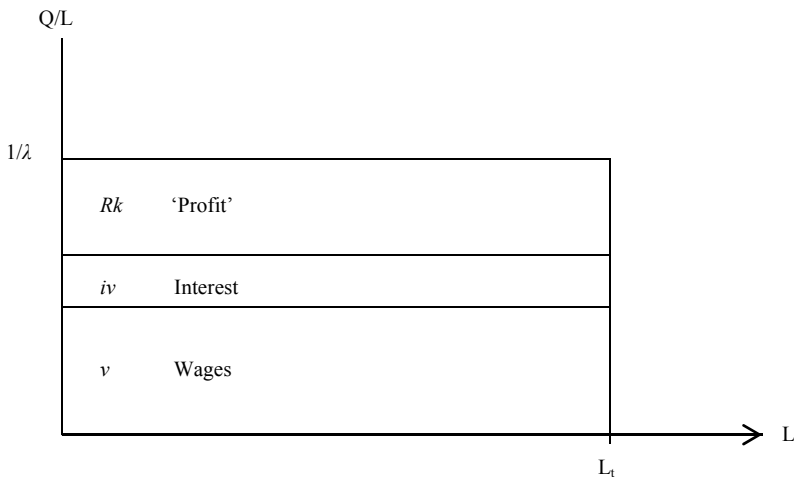 Q/L
1/λ
Rk ‘Profit’
iv Interest
v Wages
L
Lt